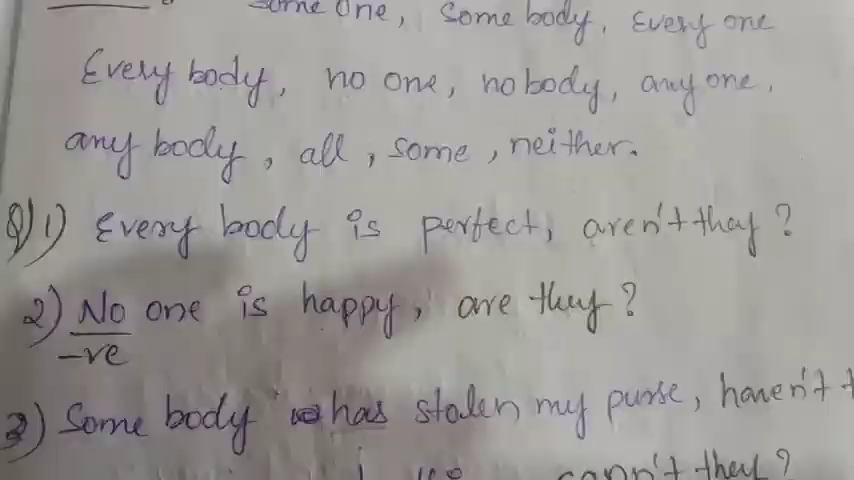 Some One, Some body, Every one
Every body, no one, nobody, any one,
any body, all, some, neither.
Q) 1) Every body is perfect, aren't they?
2) No one is happy, are they?
-ve
3) Some body has stolen my purse, haven't
cann't they?